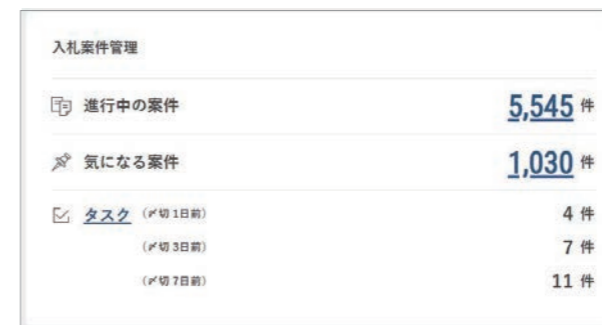 入札案件管理
進行中の案件 5,545 件
気になる案件 1,030 件
タスク (〆切 1日前) 4 件
(〆切 3日前) 7 件
(〆切 7日前) 11 件